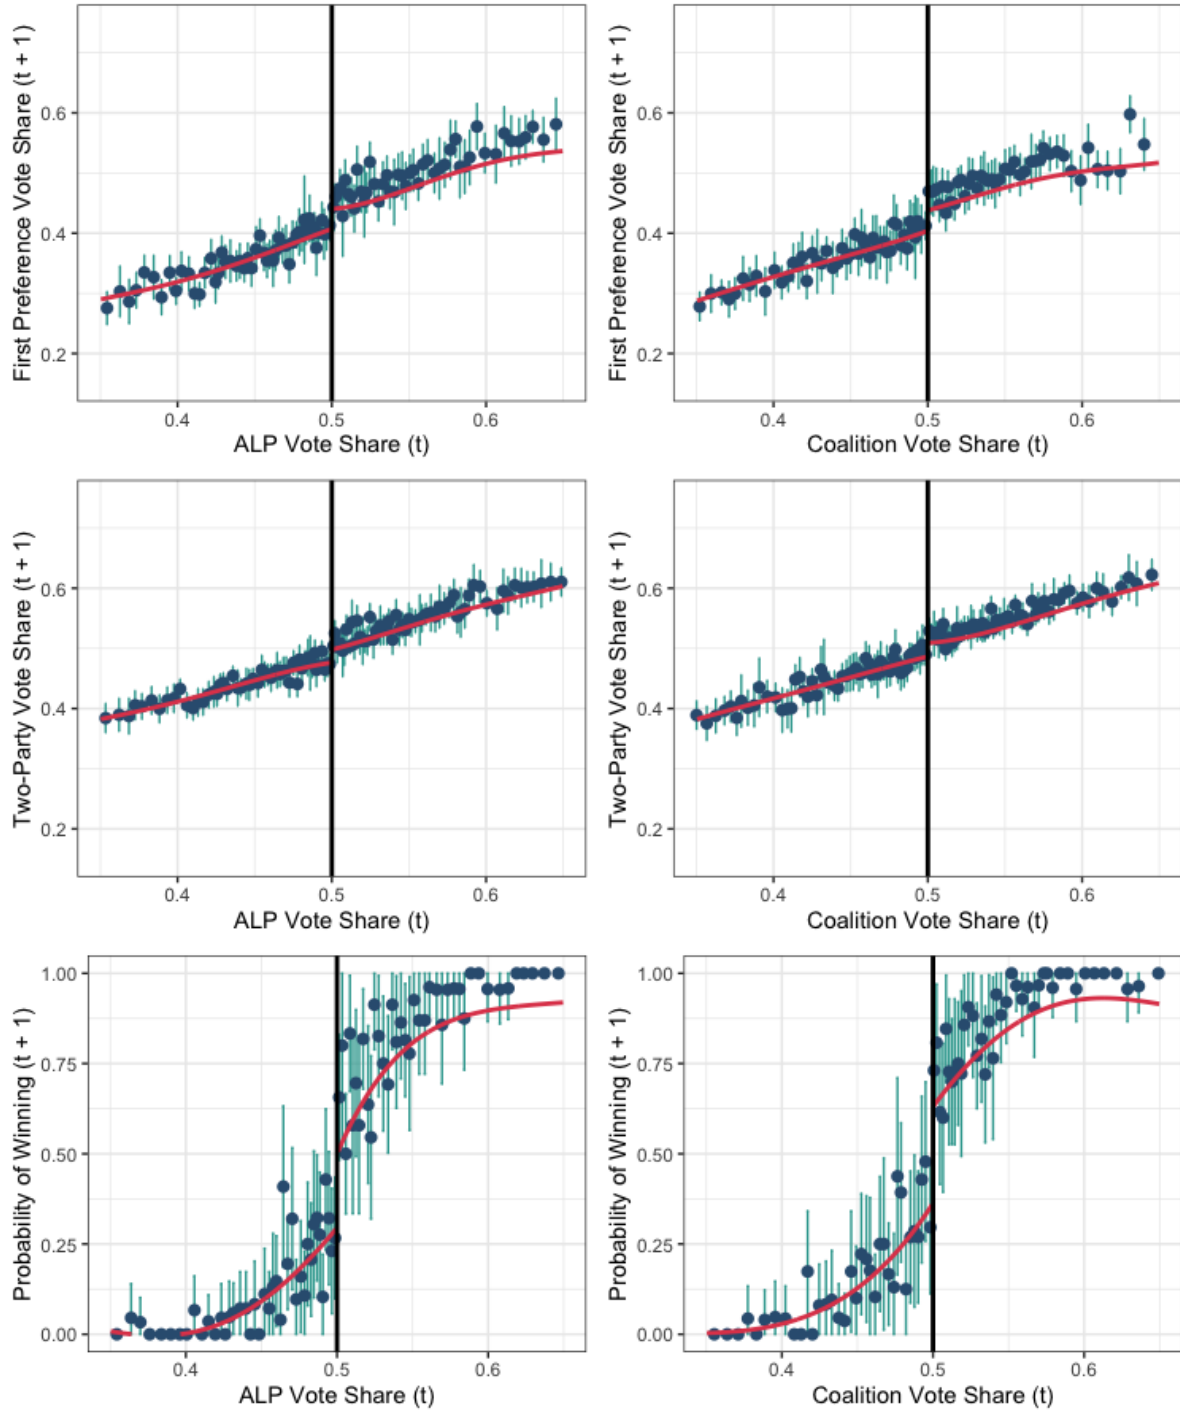 First Preference Vote Share (t + 1)
0.6
0.4
0.2
0.4 0.5 0.6
ALP Vote Share (t)
First Preference Vote Share (t + 1)
0.6
0.4
0.2
0.4 0.5 0.6
Coalition Vote Share (t)
Two-Party Vote Share (t + 1)
0.6
0.4
0.2
0.4 0.5 0.6
ALP Vote Share (t)
Two-Party Vote Share (t + 1)
0.6
0.4
0.2
0.4 0.5 0.6
Coalition Vote Share (t)
Probability of Winning (t + 1)
1.00
0.75
0.50
0.25
0.00
0.4 0.5 0.6
ALP Vote Share (t)
Probability of Winning (t + 1)
1.00
0.75
0.50
0.25
0.00
0.4 0.5 0.6
Coalition Vote Share (t)